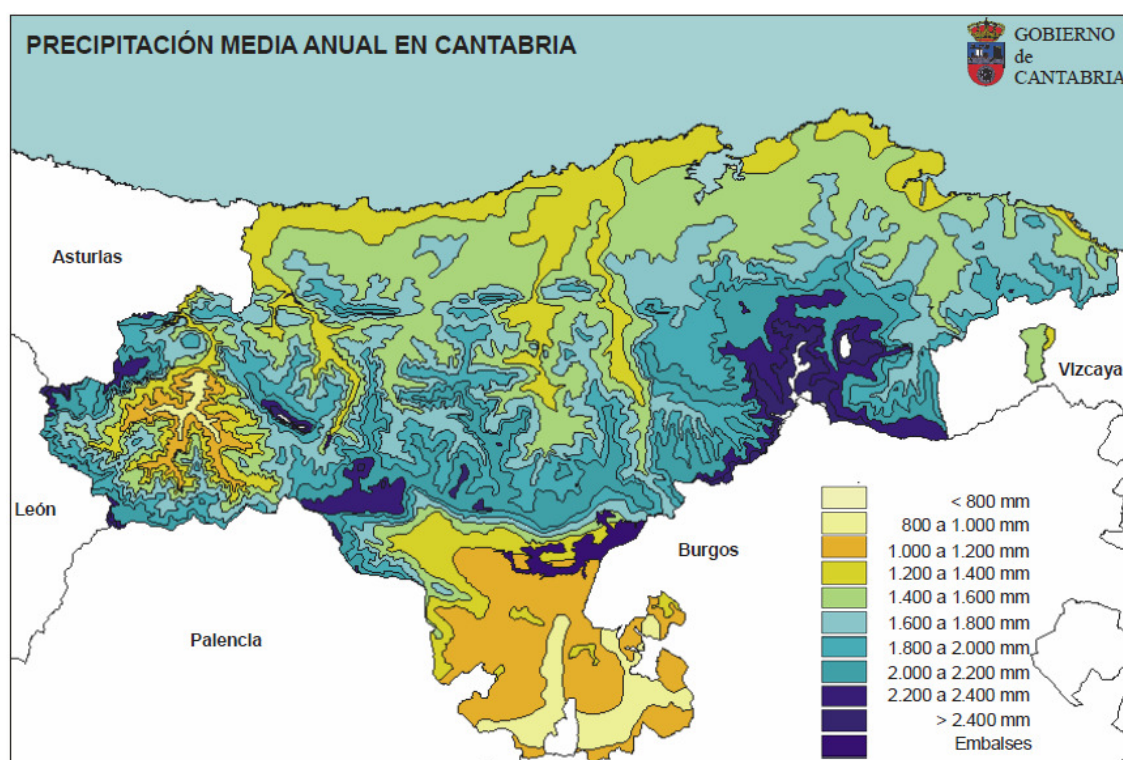 PRECIPITACIÓN MEDIA ANUAL EN CANTABRIA
GOBIERNO
de
CANTABRIA
Asturias
Vizcaya
León
Burgos
Palencia
< 800 mm
800 a 1.000 mm
1.000 a 1.200 mm
1.200 a 1.400 mm
1.400 a 1.600 mm
1.600 a 1.800 mm
1.800 a 2.000 mm
2.000 a 2.200 mm
2.200 a 2.400 mm
> 2.400 mm
Embalses